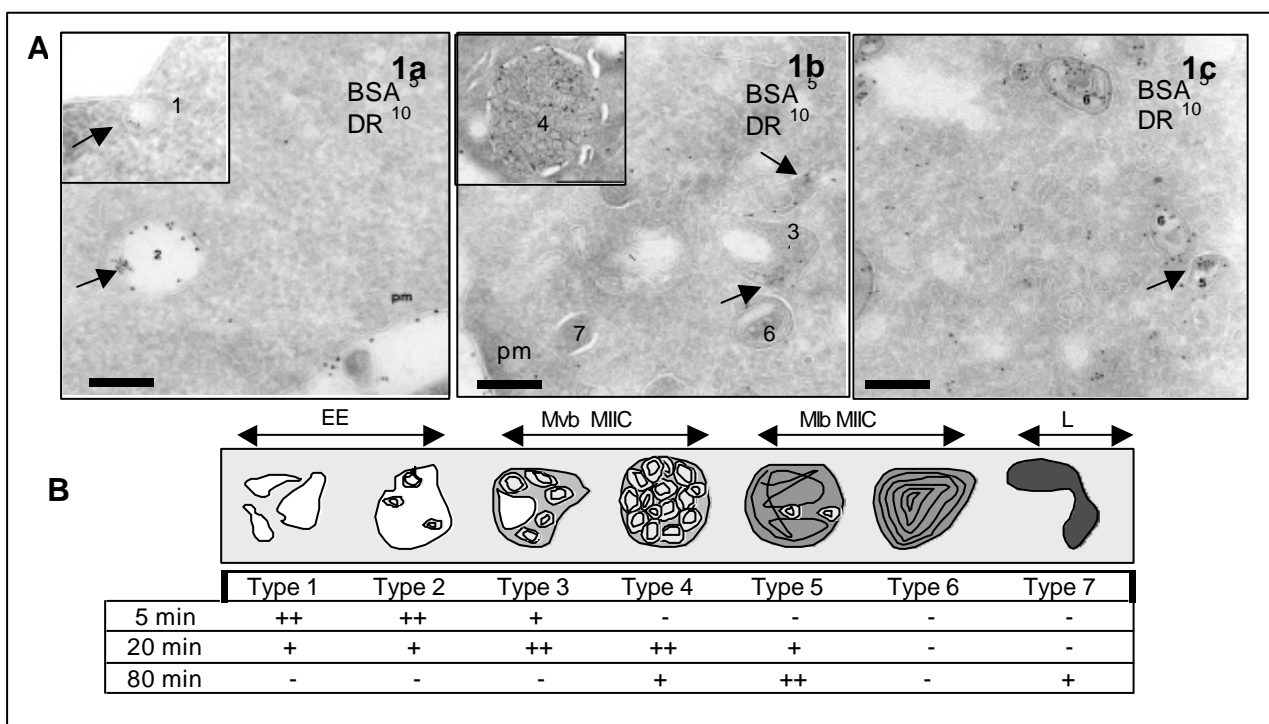 A
1a
BSA 5
DR 10
1
2
pm
1b
BSA 5
DR 10
4
3
7
6
pm
1c
BSA 5
DR 10
6
6
5
EE Mvb MIIC Mlb MIIC L
B
Type 1 Type 2 Type 3 Type 4 Type 5 Type 6 Type 7
5 min ++ ++ + - - - -
20 min + + ++ ++ + - -
80 min - - - + ++ - +